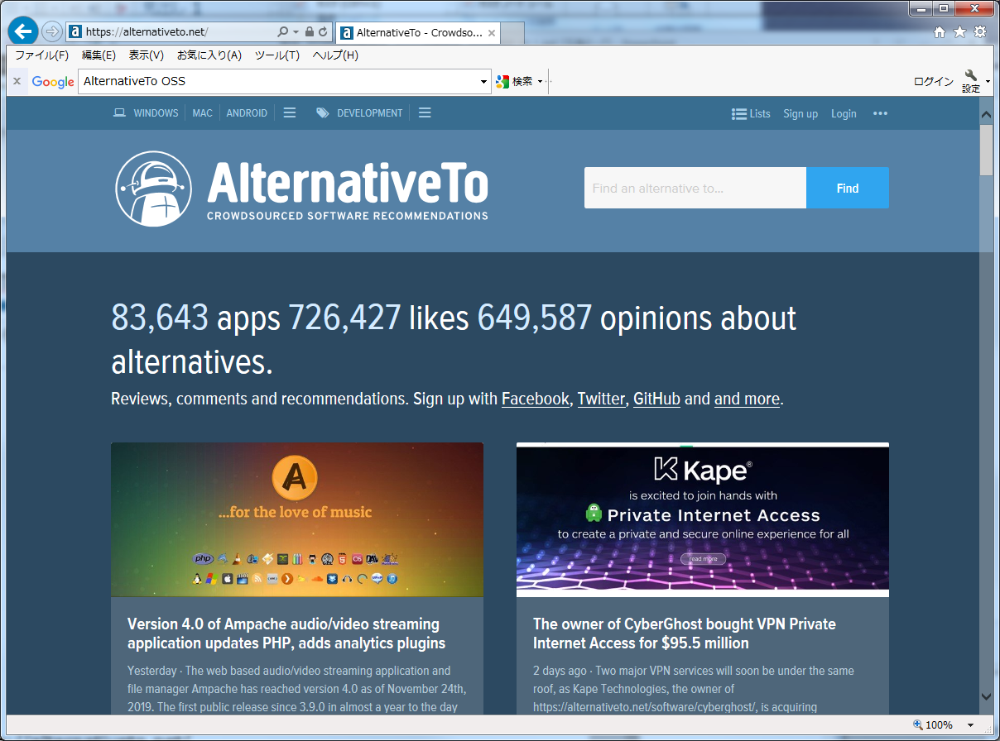 https://alternativeto.net/
AlternativeTo - Crowdso...
ファイル(F) 編集(E) 表示(V) お気に入り(A) ツール(T) ヘルプ(H)
Google AlternativeTo OSS 検索 ログイン 設定
WINDOWS MAC ANDROID DEVELOPMENT Lists Sign up Login
AlternativeTo
CROWDSOURCED SOFTWARE RECOMMENDATIONS
Find an alternative to... Find
83,643 apps 726,427 likes 649,587 opinions about
alternatives.
Reviews, comments and recommendations. Sign up with Facebook, Twitter, GitHub and and more.
...for the love of music
php
Kape®
is excited to join hands with
Private Internet Access
to create a private and secure online experience for all
read more
Version 4.0 of Ampache audio/video streaming
application updates PHP, adds analytics plugins
Yesterday · The web based audio/video streaming application and
file manager Ampache has reached version 4.0 as of November 24th,
2019. The first public release since 3.9.0 in almost a year to the day
The owner of CyberGhost bought VPN Private
Internet Access for $95.5 million
2 days ago · Two major VPN services will soon be under the same
roof, as Kape Technologies, the owner of
https://alternativeto.net/software/cyberghost/, is acquiring
100%